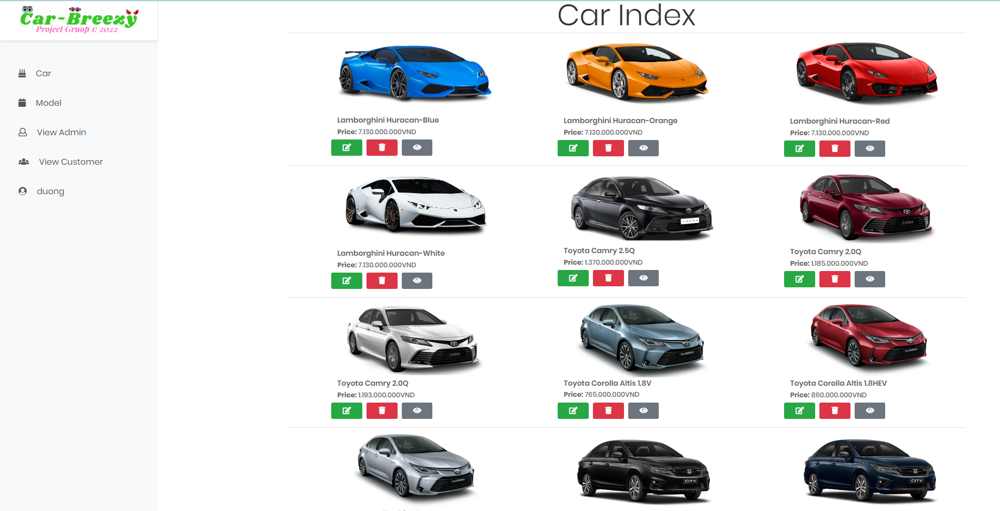 Car-Breezy
Project Gruop 1: 2022
Car
Model
View Admin
View Customer
duong
Car Index
Lamborghini Huracan-Blue
Price: 7.130.000.000VND
Lamborghini Huracan-Orange
Price: 7.130.000.000VND
Lamborghini Huracan-Red
Price: 7.130.000.000VND
Lamborghini Huracan-White
Price: 7.130.000.000VND
Toyota Camry 2.5Q
Price: 1.370.000.000VND
CAMRY
Toyota Camry 2.0Q
Price: 1.185.000.000VND
CAMRY
Toyota Camry 2.0Q
Price: 1.193.000.000VND
Toyota Corolla Altis 1.8V
Price: 765.000.000VND
Toyota Corolla Altis 1.8HEV
Price: 860.000.000VND
CITY
CITY